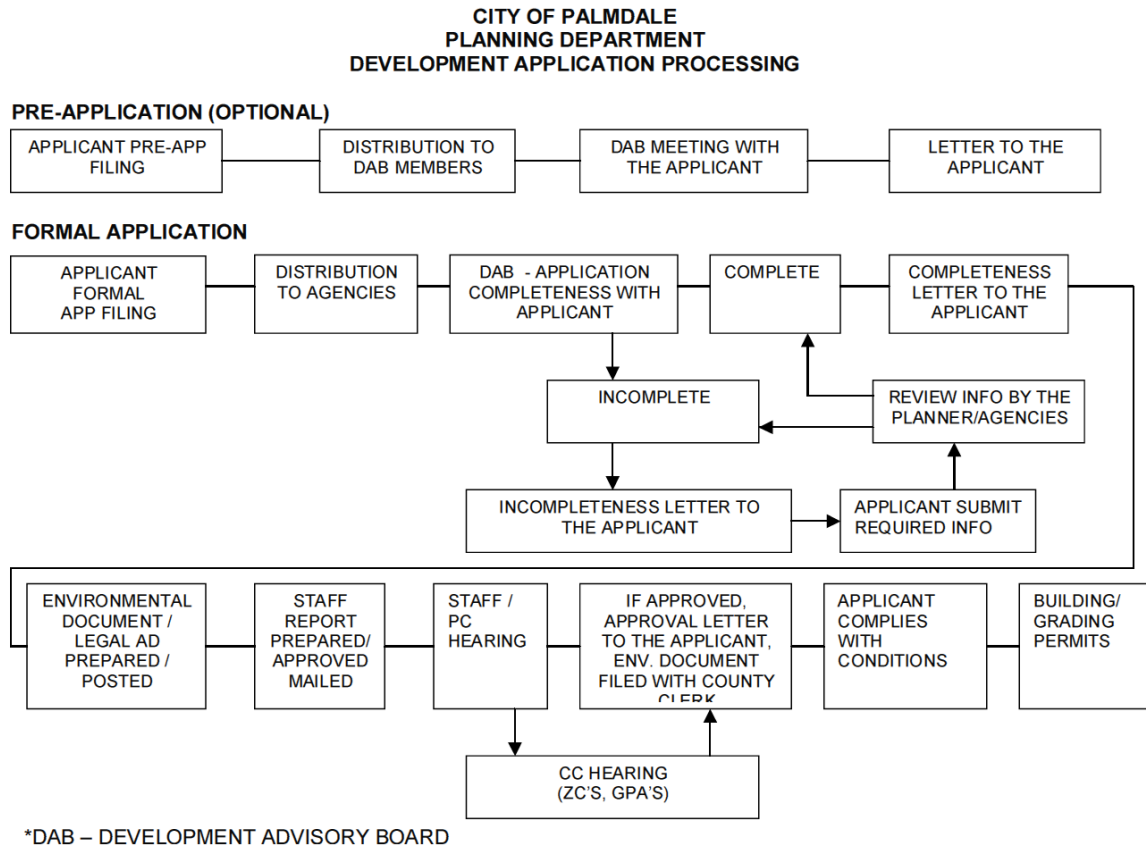 CITY OF PALMDALE
PLANNING DEPARTMENT
DEVELOPMENT APPLICATION PROCESSING
PRE-APPLICATION (OPTIONAL)
APPLICANT PRE-APP
FILING
DISTRIBUTION TO
DAB MEMBERS
DAB MEETING WITH
THE APPLICANT
LETTER TO THE
APPLICANT
FORMAL APPLICATION
APPLICANT
FORMAL
APP FILING
DISTRIBUTION
TO AGENCIES
DAB - APPLICATION
COMPLETENESS WITH
APPLICANT
COMPLETE
COMPLETENESS
LETTER TO THE
APPLICANT
INCOMPLETE
REVIEW INFO BY THE
PLANNER/AGENCIES
INCOMPLETENESS LETTER TO
THE APPLICANT
APPLICANT SUBMIT
REQUIRED INFO
ENVIRONMENTAL
DOCUMENT /
LEGAL AD
PREPARED /
POSTED
STAFF
REPORT
PREPARED/
APPROVED
MAILED
STAFF /
PC
HEARING
IF APPROVED,
APPROVAL LETTER
TO THE APPLICANT,
ENV. DOCUMENT
FILED WITH COUNTY
CLERK
APPLICANT
COMPLIES
WITH
CONDITIONS
BUILDING/
GRADING
PERMITS
CC HEARING
(ZC'S, GPA'S)
*DAB – DEVELOPMENT ADVISORY BOARD